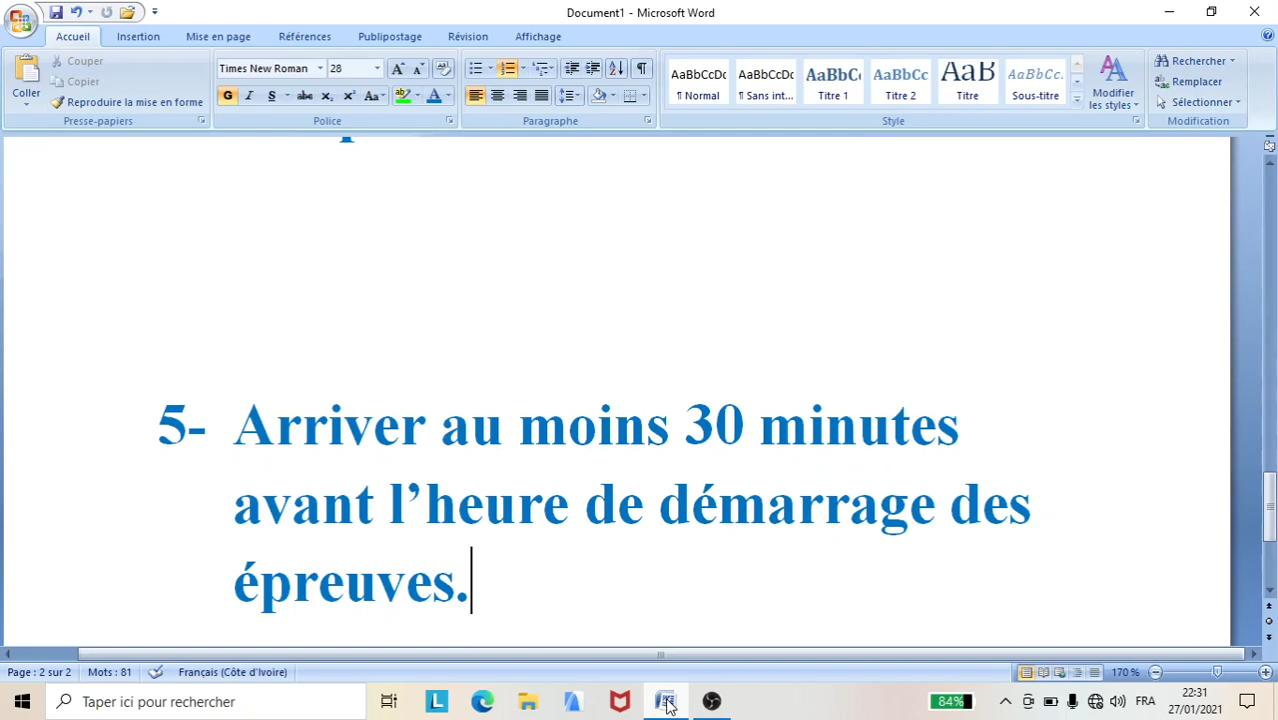 Document1 - Microsoft Word
Accueil Insertion Mise en page Références Publipostage Révision Affichage
Coller
Couper
Copier
Reproduire la mise en forme
Presse-papiers
Times New Roman 28
G I S abc x₂ x² Aa
Police
Paragraphe
AaBbCcDc AaBbCcDc AaBbC AaBbCc AaB AaBbCc.
¶ Normal ¶ Sans int... Titre 1 Titre 2 Titre Sous-titre
Modifier
les styles
Style
Rechercher
Remplacer
Sélectionner
Modification
5- Arriver au moins 30 minutes
avant l’heure de démarrage des
épreuves.
Page : 2 sur 2 Mots : 81 Français (Côte d'Ivoire) 170 %
Taper ici pour rechercher
84% FRA
22:31
27/01/2021